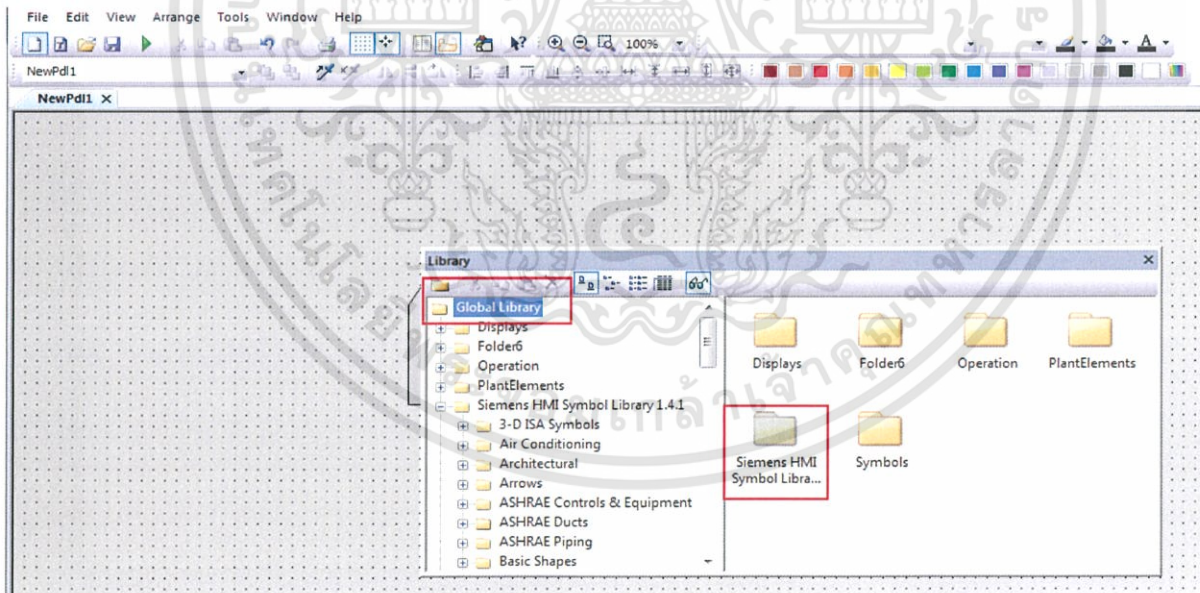 File Edit View Arrange Tools Window Help
100%
NewPdl1
NewPdl1
Library
Global Library
Displays
Folder6
Operation
PlantElements
Siemens HMI Symbol Library 1.4.1
3-D ISA Symbols
Air Conditioning
Architectural
Arrows
ASHRAE Controls & Equipment
ASHRAE Ducts
ASHRAE Piping
Basic Shapes
Displays Folder6 Operation PlantElements
Siemens HMI
Symbol Libra...
Symbols